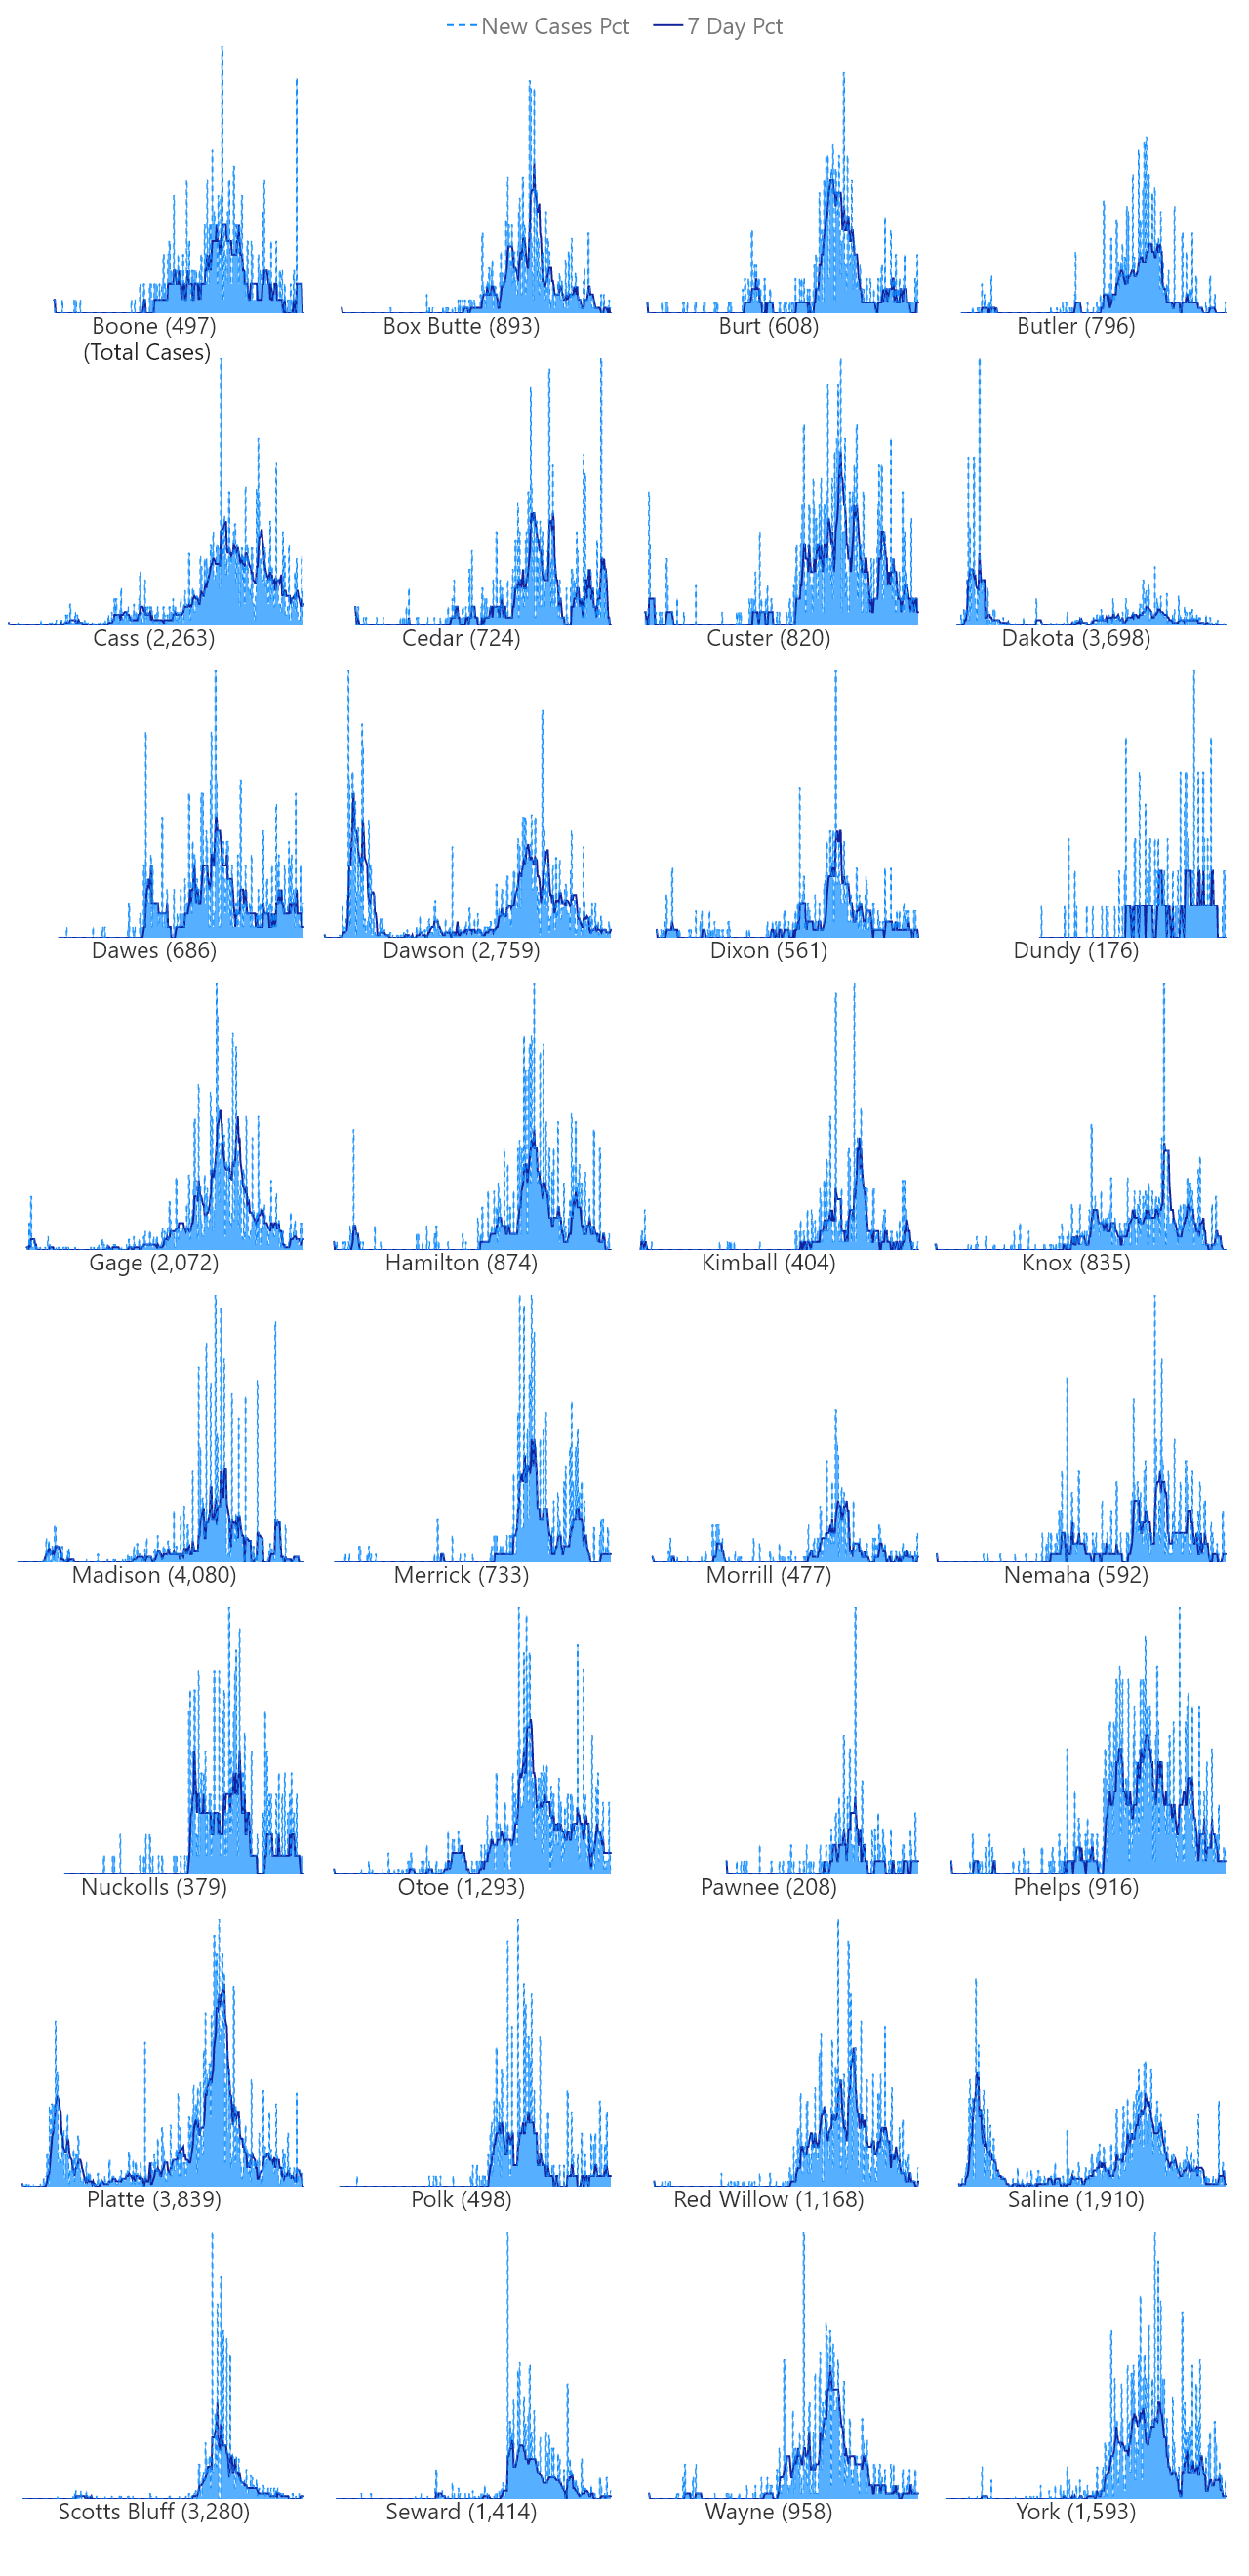 New Cases Pct 7 Day Pct
Boone (497) Box Butte (893) Burt (608) Butler (796)
(Total Cases)
Cass (2,263) Cedar (724) Custer (820) Dakota (3,698)
Dawes (686) Dawson (2,759) Dixon (561) Dundy (176)
Gage (2,072) Hamilton (874) Kimball (404) Knox (835)
Madison (4,080) Merrick (733) Morrill (477) Nemaha (592)
Nuckolls (379) Otoe (1,293) Pawnee (208) Phelps (916)
Platte (3,839) Polk (498) Red Willow (1,168) Saline (1,910)
Scotts Bluff (3,280) Seward (1,414) Wayne (958) York (1,593)